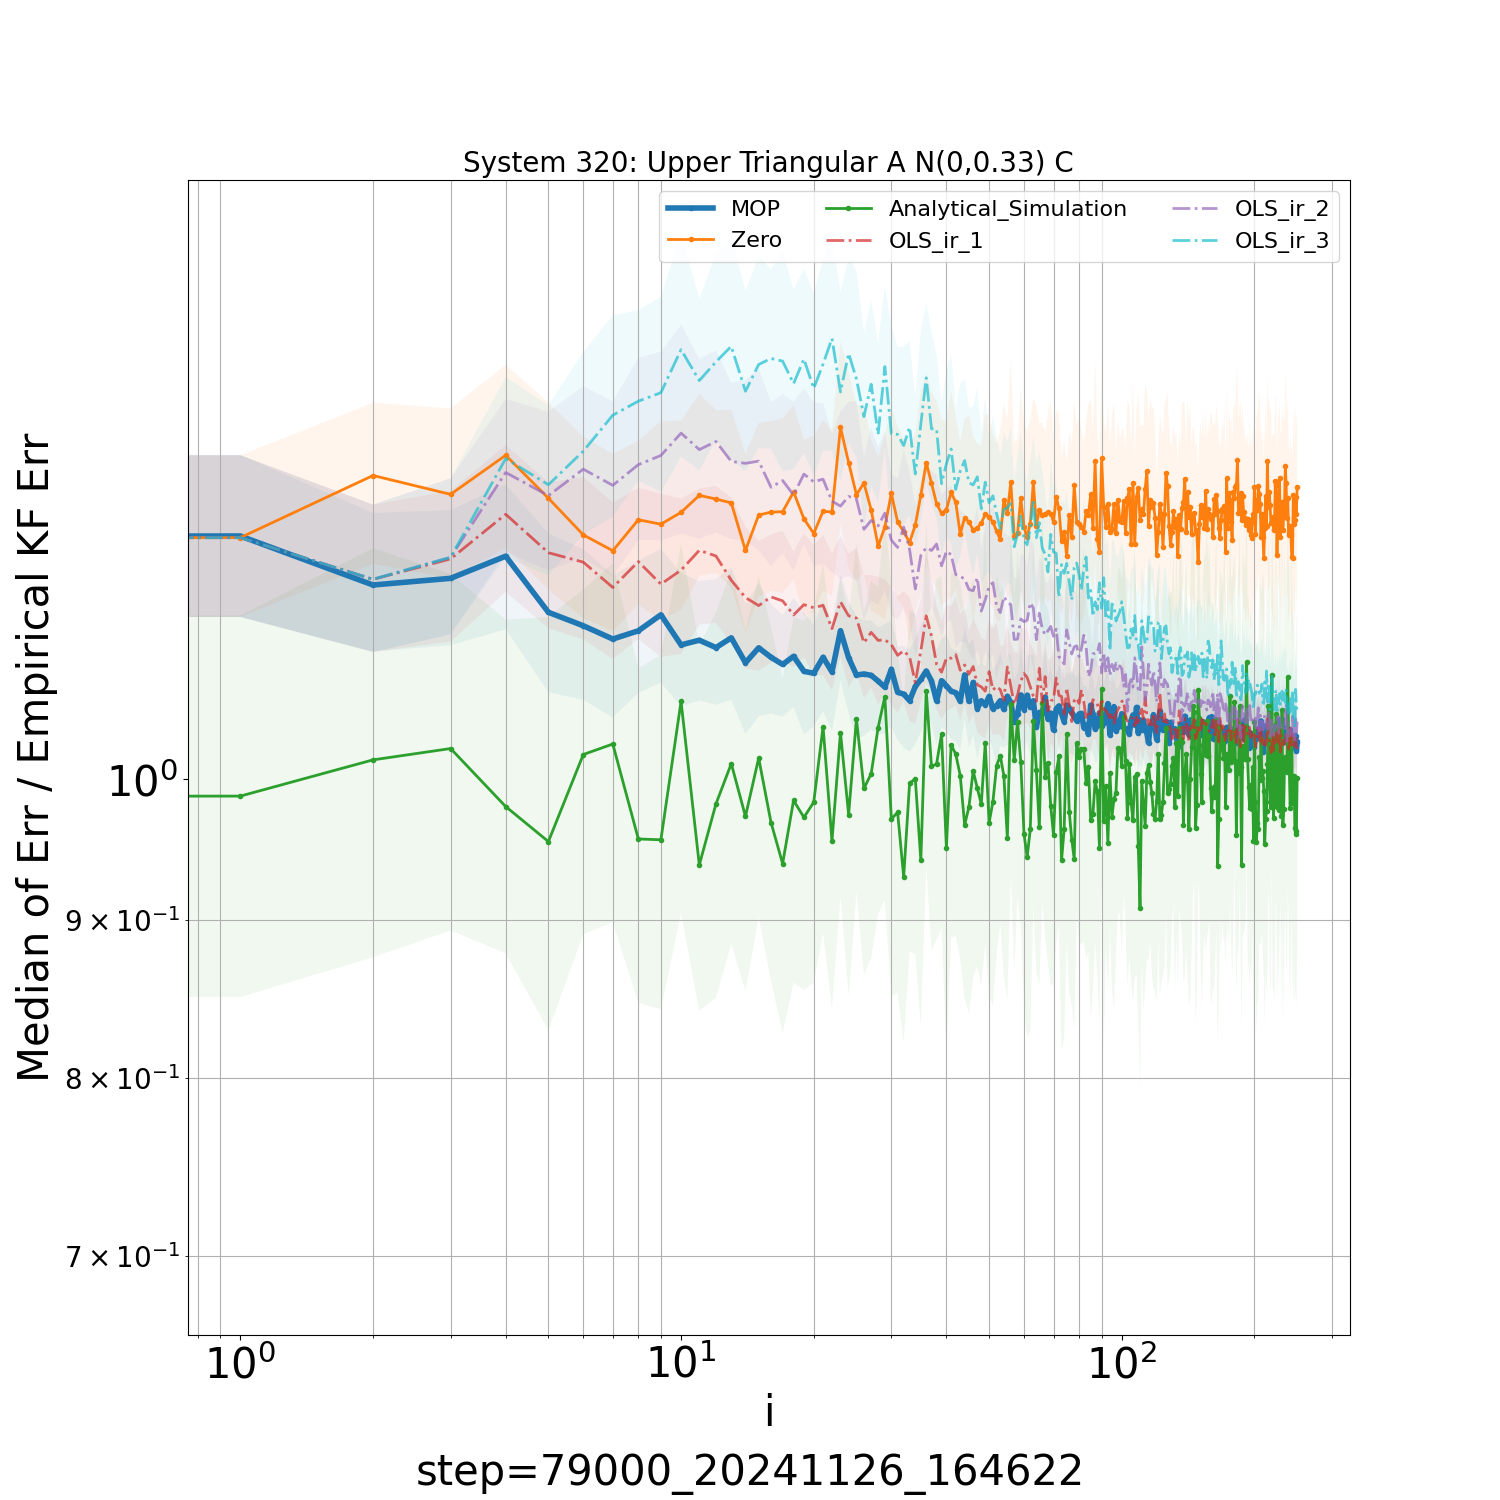 System 320: Upper Triangular A N(0,0.33) C
MOP
Zero
Analytical_Simulation
OLS_ir_1
OLS_ir_2
OLS_ir_3
Median of Err / Empirical KF Err
10⁰
9 × 10⁻¹
8 × 10⁻¹
7 × 10⁻¹
10⁰ 10¹ 10²
i
step=79000_20241126_164622